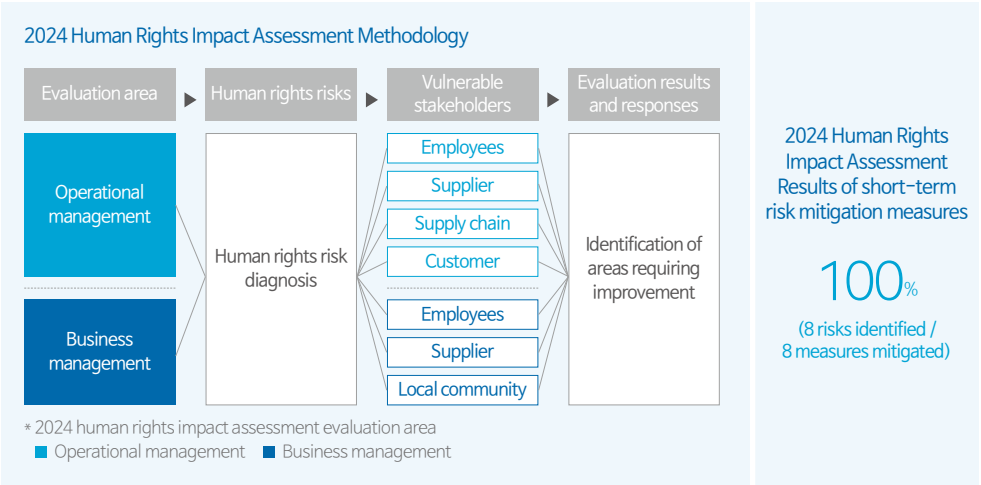 2024 Human Rights Impact Assessment Methodology
Evaluation area
Human rights risks
Vulnerable
stakeholders
Evaluation results
and responses
Operational
management
Business
management
Human rights risk
diagnosis
Employees
Supplier
Supply chain
Customer
Employees
Supplier
Local community
Identification of
areas requiring
improvement
* 2024 human rights impact assessment evaluation area
Operational management
Business management
2024 Human Rights
Impact Assessment
Results of short-term
risk mitigation measures
100%
(8 risks identified /
8 measures mitigated)